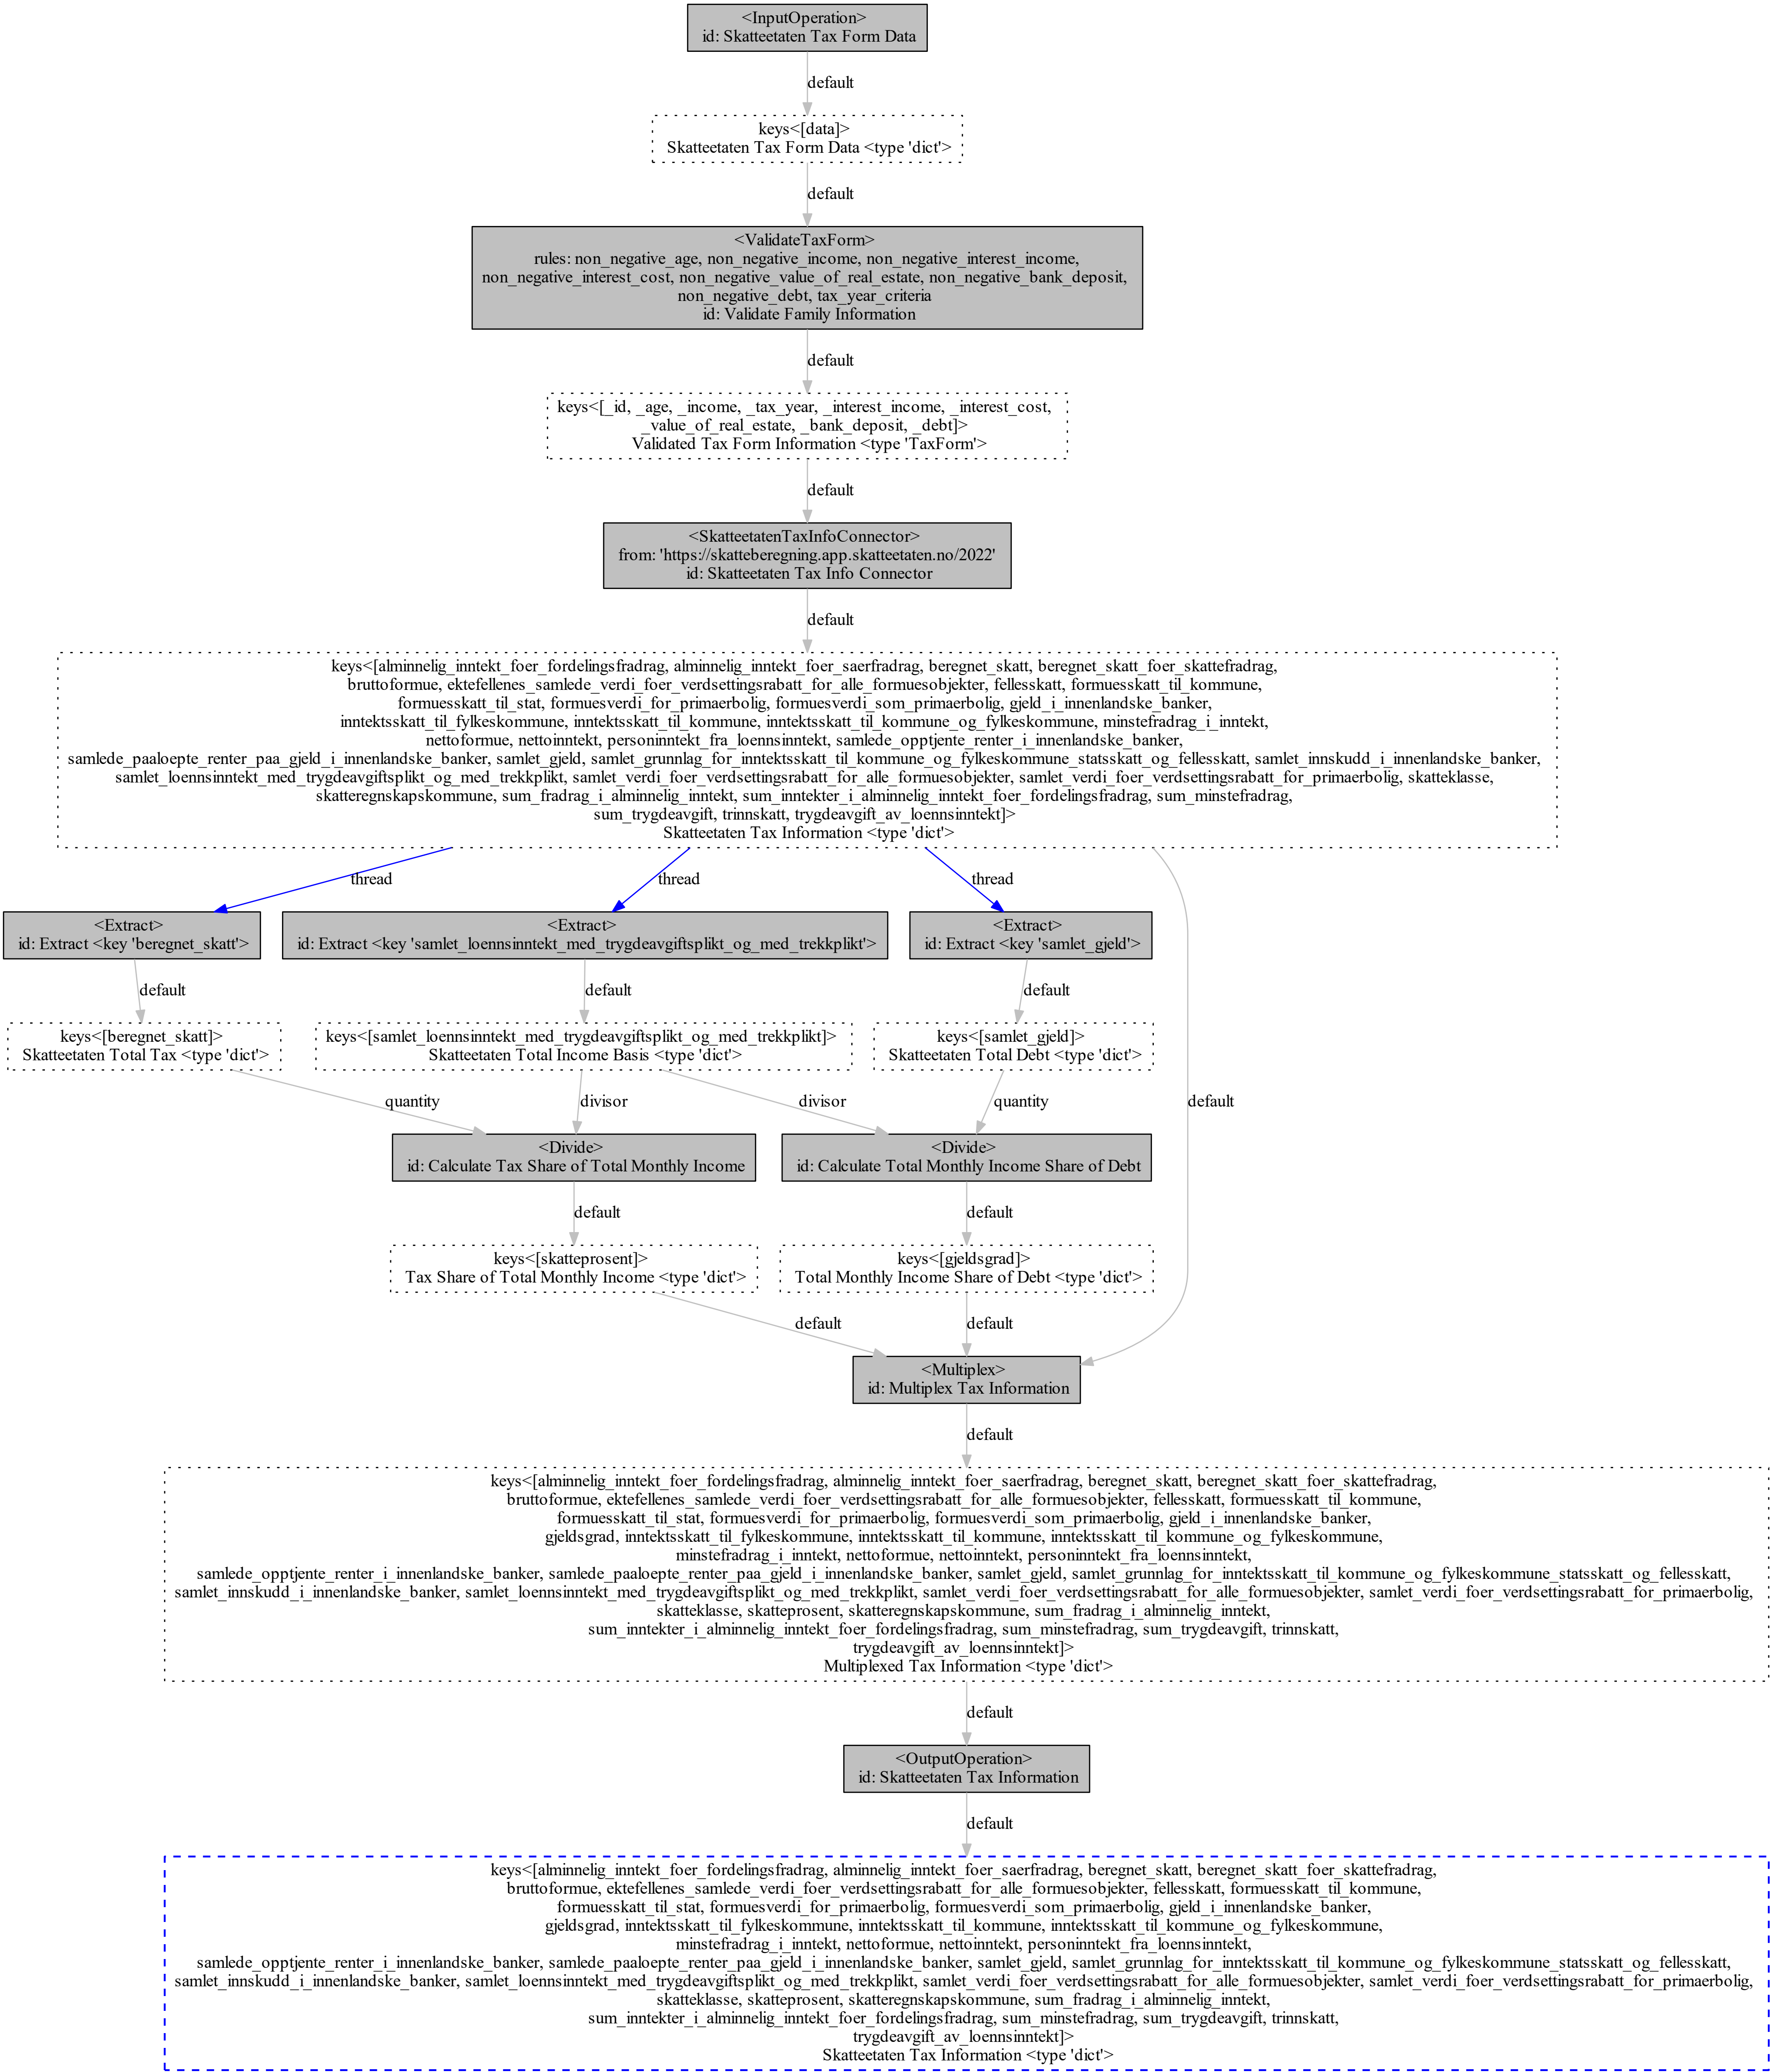 <InputOperation>
id: Skatteetaten Tax Form Data
default
keys<[data]>
Skatteetaten Tax Form Data <type 'dict'>
default
<ValidateTaxForm>
rules: non_negative_age, non_negative_income, non_negative_interest_income,
non_negative_interest_cost, non_negative_value_of_real_estate, non_negative_bank_deposit,
non_negative_debt, tax_year_criteria
id: Validate Family Information
default
keys<[_id, _age, _income, _tax_year, _interest_income, _interest_cost,
_value_of_real_estate, _bank_deposit, _debt]>
Validated Tax Form Information <type 'TaxForm'>
default
<SkatteetatenTaxInfoConnector>
from: 'https://skatteberegning.app.skatteetaten.no/2022'
id: Skatteetaten Tax Info Connector
default
keys<[alminnelig_inntekt_foer_fordelingsfradrag, alminnelig_inntekt_foer_saerfradrag, beregnet_skatt, beregnet_skatt_foer_skattefradrag,
bruttoformue, ektefellenes_samlede_verdi_foer_verdsettingsrabatt_for_alle_formuesobjekter, fellesskatt, formuesskatt_til_kommune,
formuesskatt_til_stat, formuesverdi_for_primaerbolig, formuesverdi_som_primaerbolig, gjeld_i_innenlandske_banker,
inntektsskatt_til_fylkeskommune, inntektsskatt_til_kommune, inntektsskatt_til_kommune_og_fylkeskommune, minstefradrag_i_inntekt,
nettoformue, nettoinntekt, personinntekt_fra_loennsinntekt, samlede_opptjente_renter_i_innenlandske_banker,
samlede_paaloepte_renter_paa_gjeld_i_innenlandske_banker, samlet_gjeld, samlet_grunnlag_for_inntektsskatt_til_kommune_og_fylkeskommune_statsskatt_og_fellesskatt, samlet_innskudd_i_innenlandske_banker,
samlet_loennsinntekt_med_trygdeavgiftsplikt_og_med_trekkplikt, samlet_verdi_foer_verdsettingsrabatt_for_alle_formuesobjekter, samlet_verdi_foer_verdsettingsrabatt_for_primaerbolig, skatteklasse,
skatteregnskapskommune, sum_fradrag_i_alminnelig_inntekt, sum_inntekter_i_alminnelig_inntekt_foer_fordelingsfradrag, sum_minstefradrag,
sum_trygdeavgift, trinnskatt, trygdeavgift_av_loennsinntekt]>
Skatteetaten Tax Information <type 'dict'>
thread
thread
thread
<Extract>
id: Extract <key 'beregnet_skatt'>
<Extract>
id: Extract <key 'samlet_loennsinntekt_med_trygdeavgiftsplikt_og_med_trekkplikt'>
<Extract>
id: Extract <key 'samlet_gjeld'>
default
default
default
keys<[beregnet_skatt]>
Skatteetaten Total Tax <type 'dict'>
keys<[samlet_loennsinntekt_med_trygdeavgiftsplikt_og_med_trekkplikt]>
Skatteetaten Total Income Basis <type 'dict'>
keys<[samlet_gjeld]>
Skatteetaten Total Debt <type 'dict'>
quantity
divisor
divisor
quantity
default
<Divide>
id: Calculate Tax Share of Total Monthly Income
<Divide>
id: Calculate Total Monthly Income Share of Debt
default
default
keys<[skatteprosent]>
Tax Share of Total Monthly Income <type 'dict'>
keys<[gjeldsgrad]>
Total Monthly Income Share of Debt <type 'dict'>
default
default
<Multiplex>
id: Multiplex Tax Information
default
keys<[alminnelig_inntekt_foer_fordelingsfradrag, alminnelig_inntekt_foer_saerfradrag, beregnet_skatt, beregnet_skatt_foer_skattefradrag,
bruttoformue, ektefellenes_samlede_verdi_foer_verdsettingsrabatt_for_alle_formuesobjekter, fellesskatt, formuesskatt_til_kommune,
formuesskatt_til_stat, formuesverdi_for_primaerbolig, formuesverdi_som_primaerbolig, gjeld_i_innenlandske_banker,
gjeldsgrad, inntektsskatt_til_fylkeskommune, inntektsskatt_til_kommune, inntektsskatt_til_kommune_og_fylkeskommune,
minstefradrag_i_inntekt, nettoformue, nettoinntekt, personinntekt_fra_loennsinntekt,
samlede_opptjente_renter_i_innenlandske_banker, samlede_paaloepte_renter_paa_gjeld_i_innenlandske_banker, samlet_gjeld, samlet_grunnlag_for_inntektsskatt_til_kommune_og_fylkeskommune_statsskatt_og_fellesskatt,
samlet_innskudd_i_innenlandske_banker, samlet_loennsinntekt_med_trygdeavgiftsplikt_og_med_trekkplikt, samlet_verdi_foer_verdsettingsrabatt_for_alle_formuesobjekter, samlet_verdi_foer_verdsettingsrabatt_for_primaerbolig,
skatteklasse, skatteprosent, skatteregnskapskommune, sum_fradrag_i_alminnelig_inntekt,
sum_inntekter_i_alminnelig_inntekt_foer_fordelingsfradrag, sum_minstefradrag, sum_trygdeavgift, trinnskatt,
trygdeavgift_av_loennsinntekt]>
Multiplexed Tax Information <type 'dict'>
default
<OutputOperation>
id: Skatteetaten Tax Information
default
keys<[alminnelig_inntekt_foer_fordelingsfradrag, alminnelig_inntekt_foer_saerfradrag, beregnet_skatt, beregnet_skatt_foer_skattefradrag,
bruttoformue, ektefellenes_samlede_verdi_foer_verdsettingsrabatt_for_alle_formuesobjekter, fellesskatt, formuesskatt_til_kommune,
formuesskatt_til_stat, formuesverdi_for_primaerbolig, formuesverdi_som_primaerbolig, gjeld_i_innenlandske_banker,
gjeldsgrad, inntektsskatt_til_fylkeskommune, inntektsskatt_til_kommune, inntektsskatt_til_kommune_og_fylkeskommune,
minstefradrag_i_inntekt, nettoformue, nettoinntekt, personinntekt_fra_loennsinntekt,
samlede_opptjente_renter_i_innenlandske_banker, samlede_paaloepte_renter_paa_gjeld_i_innenlandske_banker, samlet_gjeld, samlet_grunnlag_for_inntektsskatt_til_kommune_og_fylkeskommune_statsskatt_og_fellesskatt,
samlet_innskudd_i_innenlandske_banker, samlet_loennsinntekt_med_trygdeavgiftsplikt_og_med_trekkplikt, samlet_verdi_foer_verdsettingsrabatt_for_alle_formuesobjekter, samlet_verdi_foer_verdsettingsrabatt_for_primaerbolig,
skatteklasse, skatteprosent, skatteregnskapskommune, sum_fradrag_i_alminnelig_inntekt,
sum_inntekter_i_alminnelig_inntekt_foer_fordelingsfradrag, sum_minstefradrag, sum_trygdeavgift, trinnskatt,
trygdeavgift_av_loennsinntekt]>
Skatteetaten Tax Information <type 'dict'>